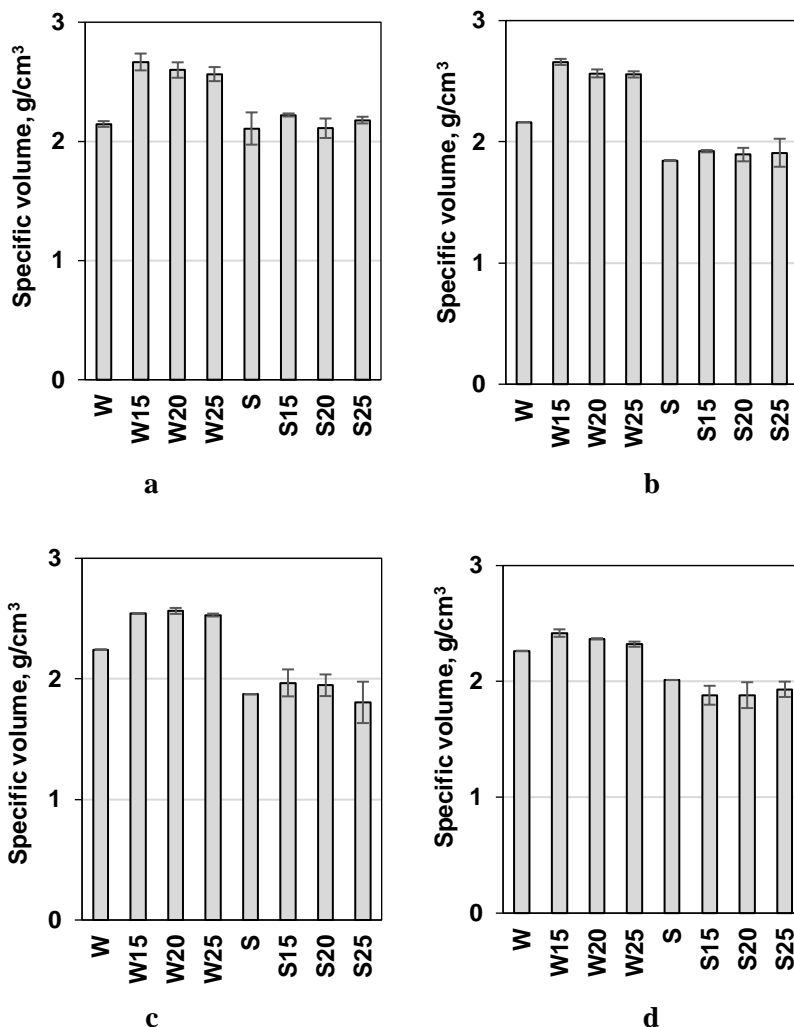 Specific volume, g/cm³
3
2
1
0
W
W15
W20
W25
S
S15
S20
S25
a
Specific volume, g/cm³
3
2
1
0
W
W15
W20
W25
S
S15
S20
S25
b
Specific volume, g/cm³
3
2
1
0
W
W15
W20
W25
S
S15
S20
S25
c
Specific volume, g/cm³
3
2
1
0
W
W15
W20
W25
S
S15
S20
S25
d